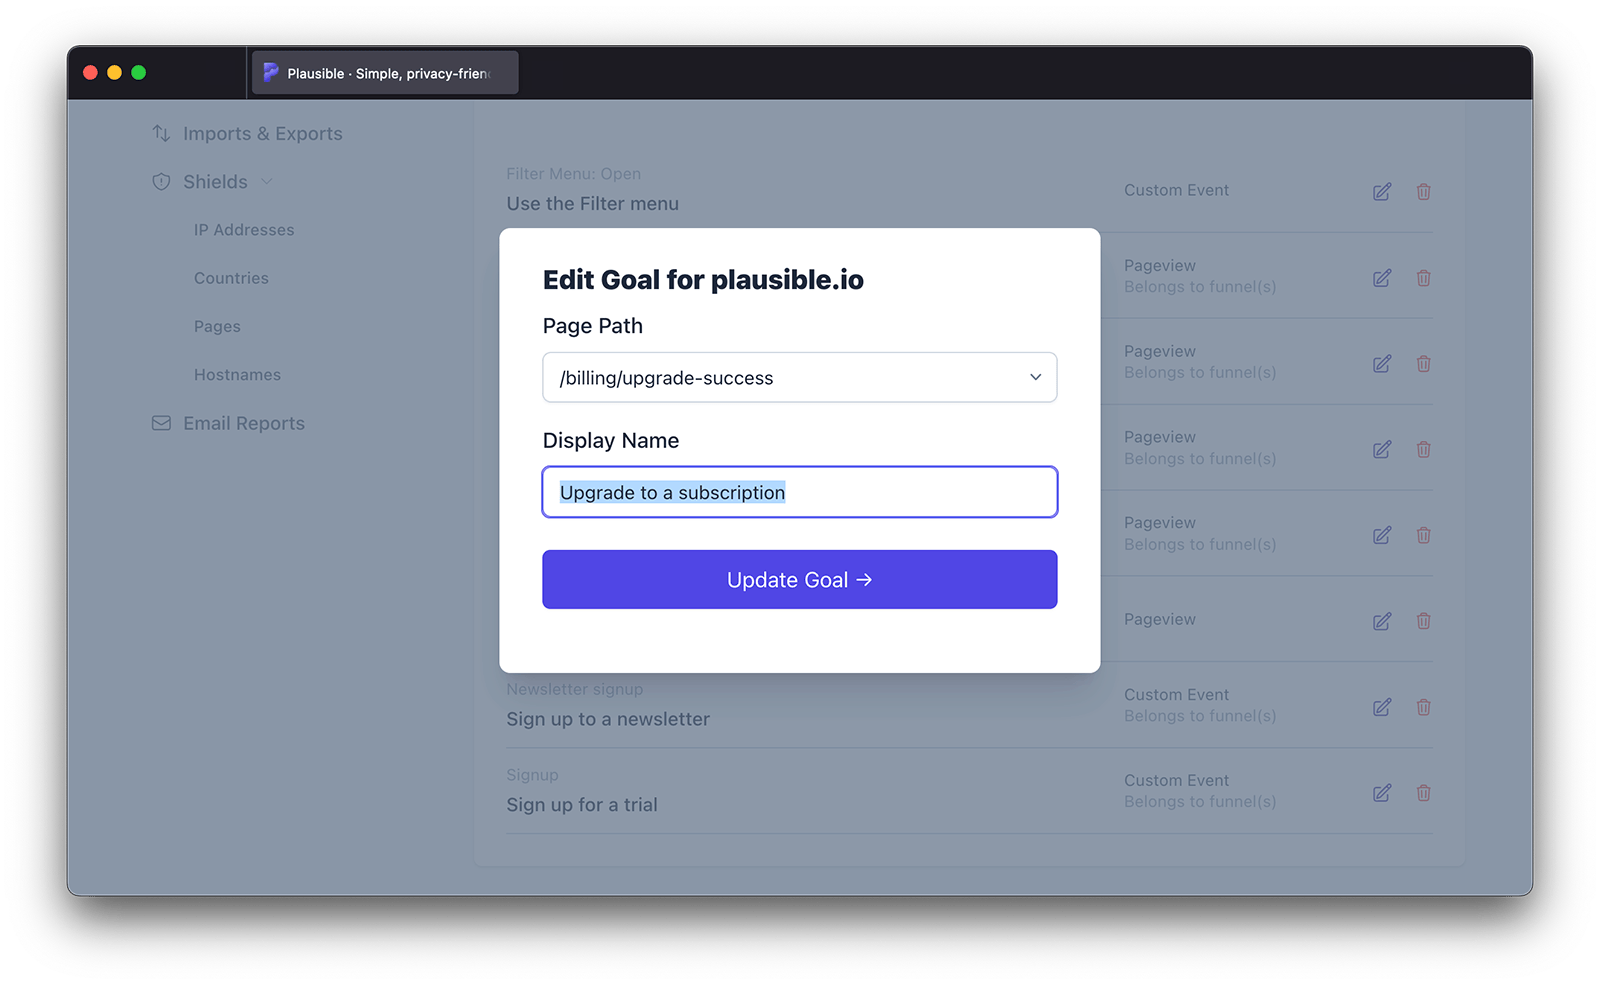 Plausible · Simple, privacy-frien
Imports & Exports
Shields
IP Addresses
Countries
Pages
Hostnames
Email Reports
Filter Menu: Open
Use the Filter menu
Custom Event
Pageview
Belongs to funnel(s)
Pageview
Belongs to funnel(s)
Pageview
Belongs to funnel(s)
Pageview
Belongs to funnel(s)
Pageview
Edit Goal for plausible.io
Page Path
/billing/upgrade-success
Display Name
Upgrade to a subscription
Update Goal →
Newsletter signup
Sign up to a newsletter
Custom Event
Belongs to funnel(s)
Signup
Sign up for a trial
Custom Event
Belongs to funnel(s)